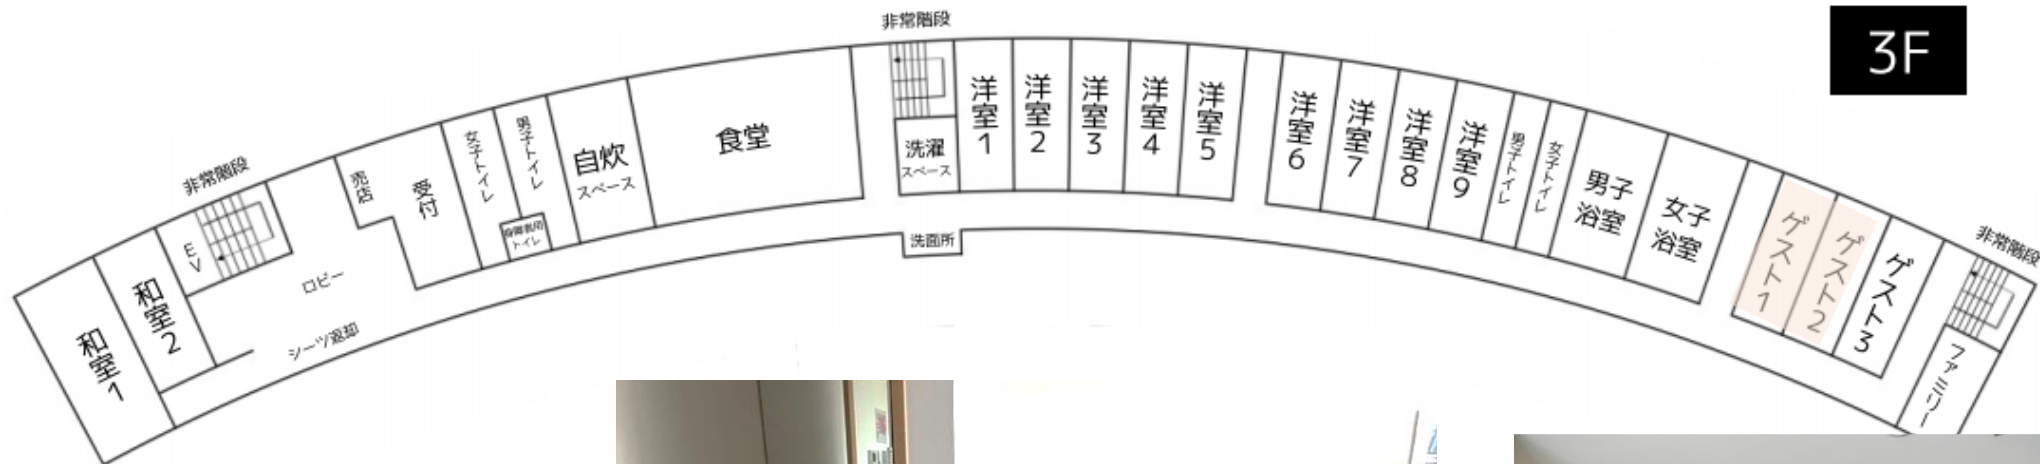 3F
非常階段
非常階段
非常階段
和室1
和室2
EV
ロビー
シーツ返却
売店
受付
女子トイレ
男子トイレ
トイレ
自炊
スペース
食堂
洗濯
スペース
洗面所
洋室1
洋室2
洋室3
洋室4
洋室5
洋室6
洋室7
洋室8
洋室9
男子トイレ
女子トイレ
男子
浴室
女子
浴室
ゲスト1
ゲスト2
ゲスト3
ファミリー